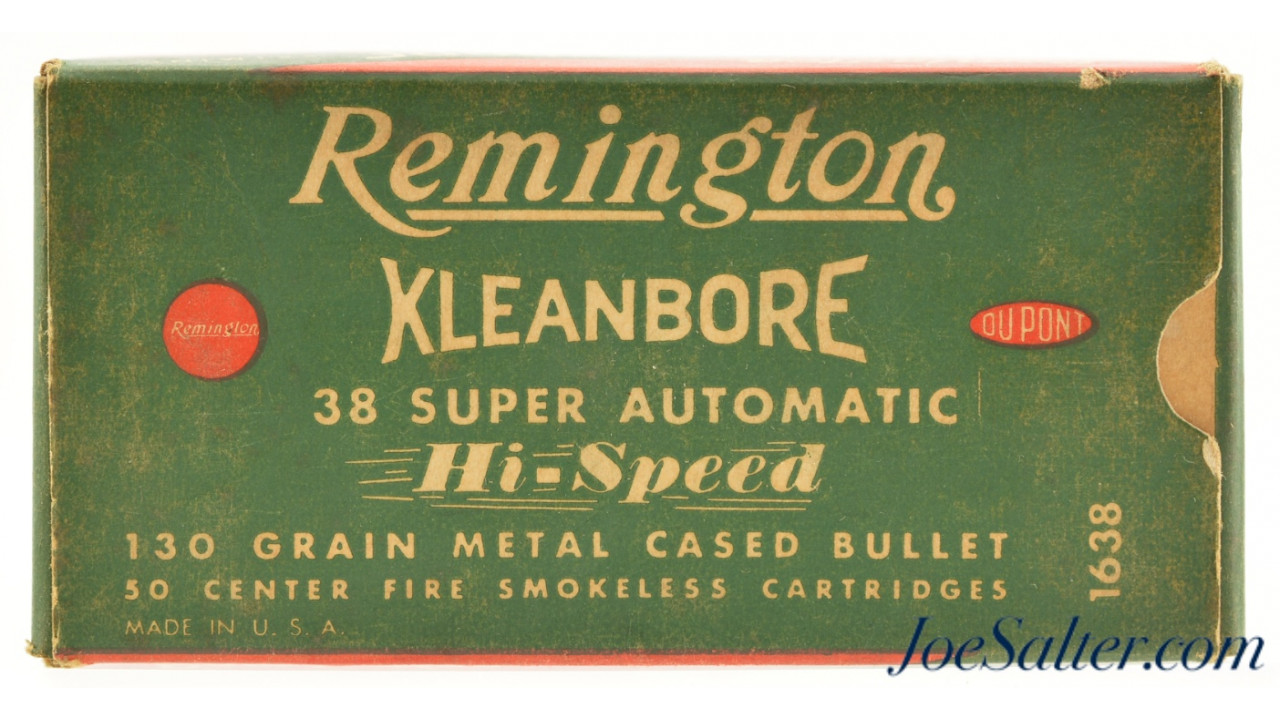 Remington
KLEANBORE
Remington
DU PONT
38 SUPER AUTOMATIC
Hi-Speed
130 GRAIN METAL CASED BULLET
50 CENTER FIRE SMOKELESS CARTRIDGES
MADE IN U. S. A.
1638
JoeSalter.com